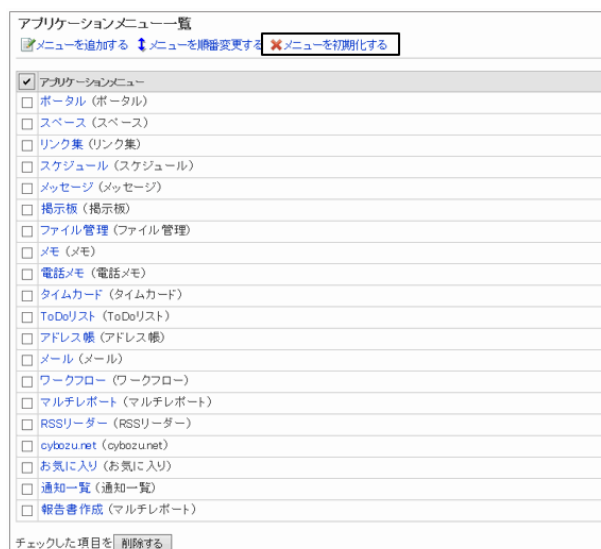 アプリケーションメニュー一覧
メニューを追加する メニューを順番変更する メニューを初期化する
アプリケーションメニュー
ポータル (ポータル)
スペース (スペース)
リンク集 (リンク集)
スケジュール (スケジュール)
メッセージ (メッセージ)
掲示板 (掲示板)
ファイル管理 (ファイル管理)
メモ (メモ)
電話メモ (電話メモ)
タイムカード (タイムカード)
ToDoリスト (ToDoリスト)
アドレス帳 (アドレス帳)
メール (メール)
ワークフロー (ワークフロー)
マルチレポート (マルチレポート)
RSSリーダー (RSSリーダー)
cybozu.net (cybozu.net)
お気に入り (お気に入り)
通知一覧 (通知一覧)
報告書作成 (マルチレポート)
チェックした項目を 削除する